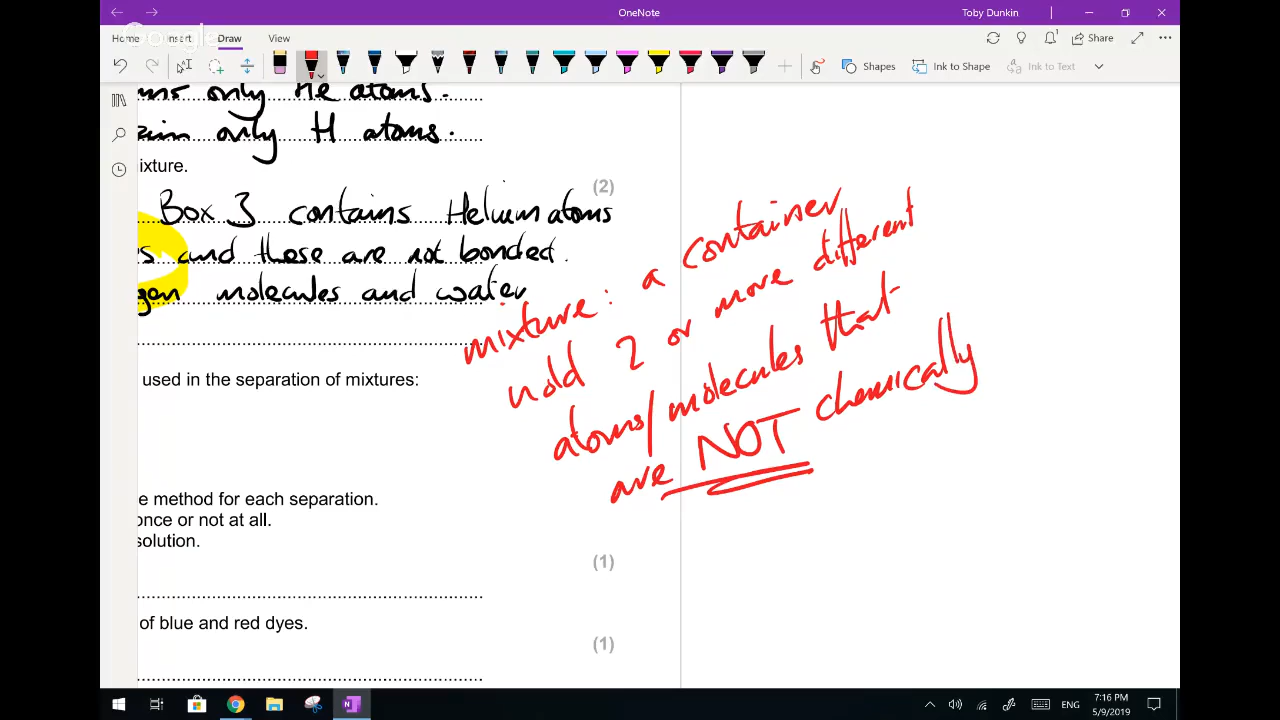 OneNote
Toby Dunkin
Google
Home Insert Draw View
Share
Shapes
Ink to Shape
Ink to Text
only He atoms.
only H atoms.
ixture.
(2)
Box 3 contains Helium atoms
s and these are not bonded.
gen molecules and water
mixture: a container
hold 2 or more different
atoms/molecules that
are NOT chemically
used in the separation of mixtures:
e method for each separation.
once or not at all.
solution.
(1)
of blue and red dyes.
(1)
ENG
7:16 PM
5/9/2019